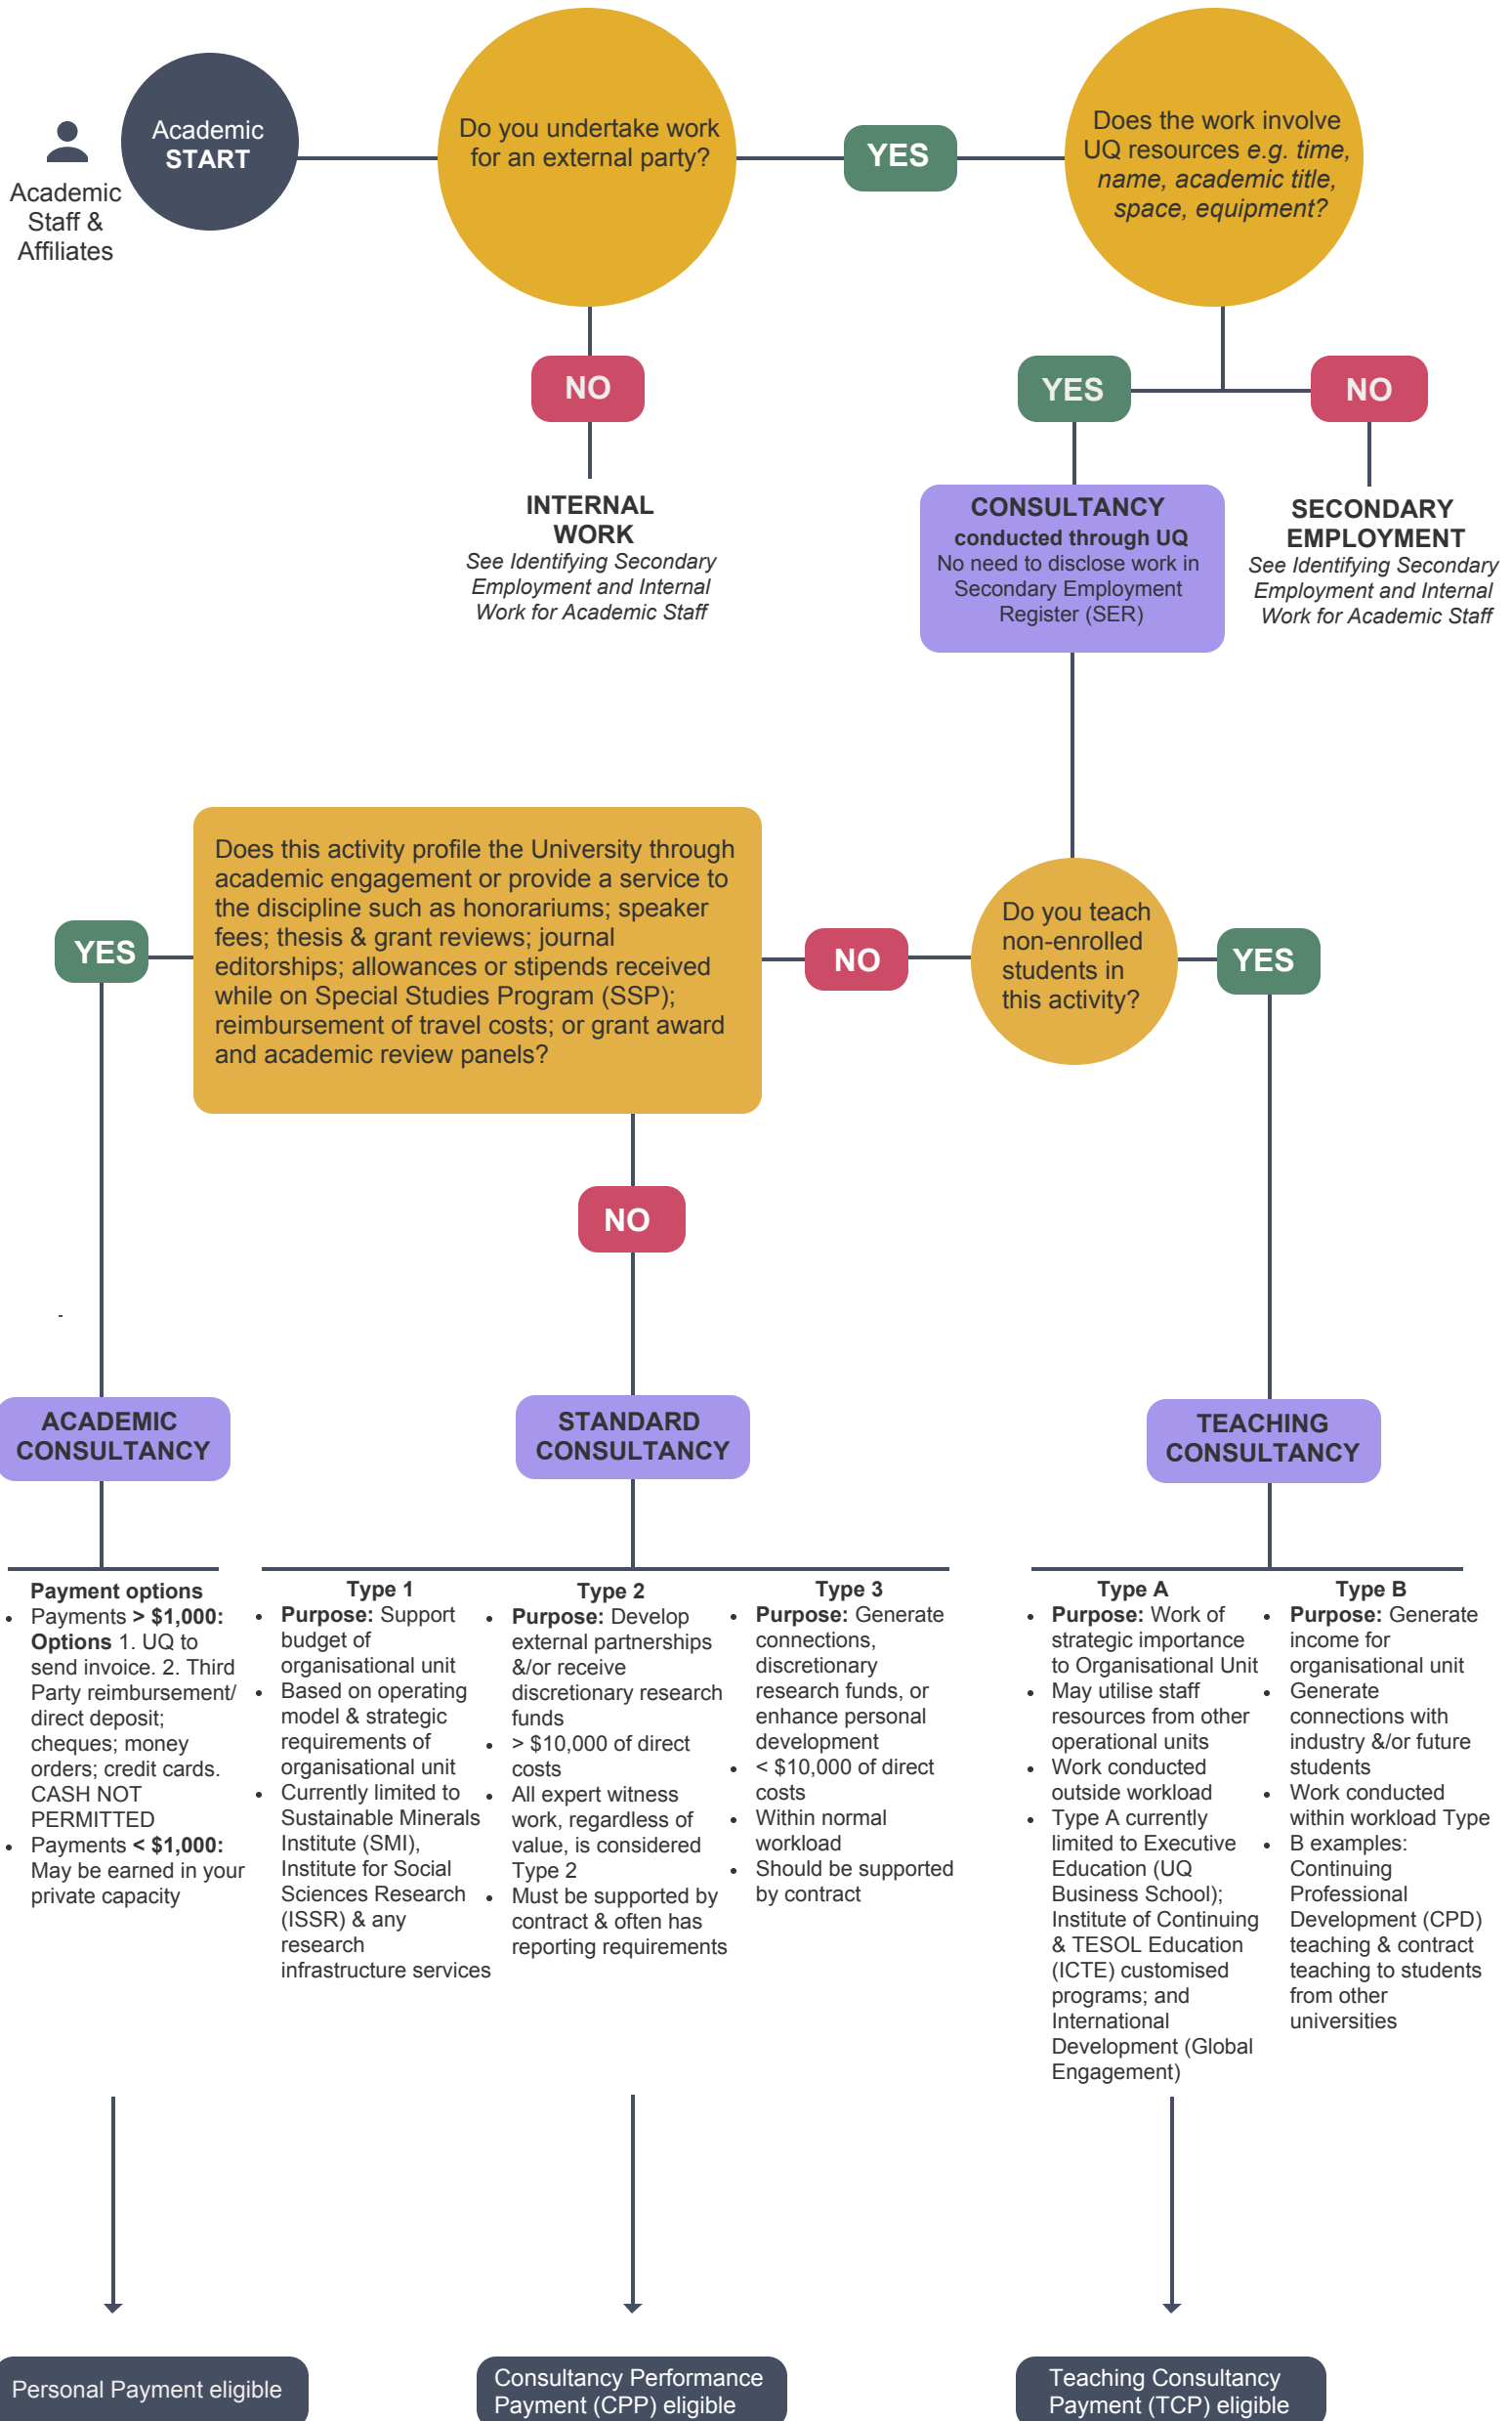 Academic
START
Academic
Staff &
Affiliates
Do you undertake work
for an external party?
YES
Does the work involve
UQ resources e.g. time,
name, academic title,
space, equipment?
NO
YES
NO
INTERNAL
WORK
See Identifying Secondary
Employment and Internal
Work for Academic Staff
CONSULTANCY
conducted through UQ
No need to disclose work in
Secondary Employment
Register (SER)
SECONDARY
EMPLOYMENT
See Identifying Secondary
Employment and Internal
Work for Academic Staff
Does this activity profile the University through
academic engagement or provide a service to
the discipline such as honorariums; speaker
fees; thesis & grant reviews; journal
editorships; allowances or stipends received
while on Special Studies Program (SSP);
reimbursement of travel costs; or grant award
and academic review panels?
YES
NO
Do you teach
non-enrolled
students in
this activity?
YES
NO
-
ACADEMIC
CONSULTANCY
STANDARD
CONSULTANCY
TEACHING
CONSULTANCY
Payment options
• Payments > $1,000:
Options 1. UQ to
send invoice. 2. Third
Party reimbursement/
direct deposit;
cheques; money
orders; credit cards.
CASH NOT
PERMITTED
• Payments < $1,000:
May be earned in your
private capacity
Type 1
• Purpose: Support
budget of
organisational unit
• Based on operating
model & strategic
requirements of
organisational unit
• Currently limited to
Sustainable Minerals
Institute (SMI),
Institute for Social
Sciences Research
(ISSR) & any
research
infrastructure services
Type 2
• Purpose: Develop
external partnerships
&/or receive
discretionary research
funds
• > $10,000 of direct
costs
• All expert witness
work, regardless of
value, is considered
Type 2
• Must be supported by
contract & often has
reporting requirements
Type 3
• Purpose: Generate
connections,
discretionary
research funds, or
enhance personal
development
• < $10,000 of direct
costs
• Within normal
workload
• Should be supported
by contract
Type A
• Purpose: Work of
strategic importance
to Organisational Unit
• May utilise staff
resources from other
operational units
• Work conducted
outside workload
• Type A currently
limited to Executive
Education (UQ
Business School);
Institute of Continuing
& TESOL Education
(ICTE) customised
programs; and
International
Development (Global
Engagement)
Type B
• Purpose: Generate
income for
organisational unit
• Generate
connections with
industry &/or future
students
• Work conducted
within workload Type
• B examples:
Continuing
Professional
Development (CPD)
teaching & contract
teaching to students
from other
universities
Personal Payment eligible
Consultancy Performance
Payment (CPP) eligible
Teaching Consultancy
Payment (TCP) eligible